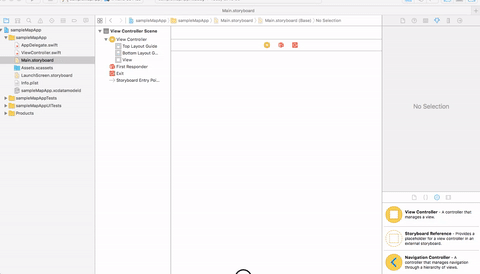 sampleMapApp
sampleMapApp
Main.storyboard
Main.storyboard (Base)
No Selection
Main.storyboard
sampleMapApp
sampleMapApp
AppDelegate.swift
ViewController.swift
Main.storyboard
Assets.xcassets
LaunchScreen.storyboard
Info.plist
sampleMapApp.xcdatamodeld
sampleMapAppTests
sampleMapAppUITests
Products
View Controller Scene
View Controller
Top Layout Guide
Bottom Layout G...
View
First Responder
Exit
Storyboard Entry Poi...
No Selection
View Controller - A controller that
manages a view.
Storyboard Reference - Provides a
placeholder for a view controller in an
external storyboard.
Navigation Controller - A
controller that manages navigation
through a hierarchy of views.